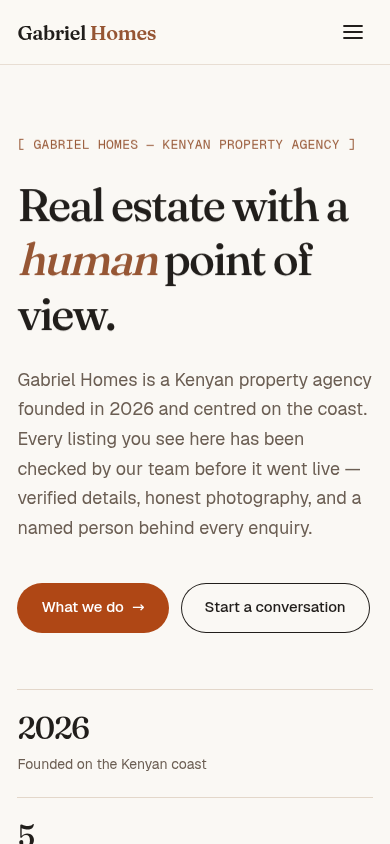 Gabriel Homes
[ GABRIEL HOMES — KENYAN PROPERTY AGENCY ]
Real estate with a
human point of
view.
Gabriel Homes is a Kenyan property agency
founded in 2026 and centred on the coast.
Every listing you see here has been
checked by our team before it went live —
verified details, honest photography, and a
named person behind every enquiry.
What we do →
Start a conversation
2026
Founded on the Kenyan coast
5